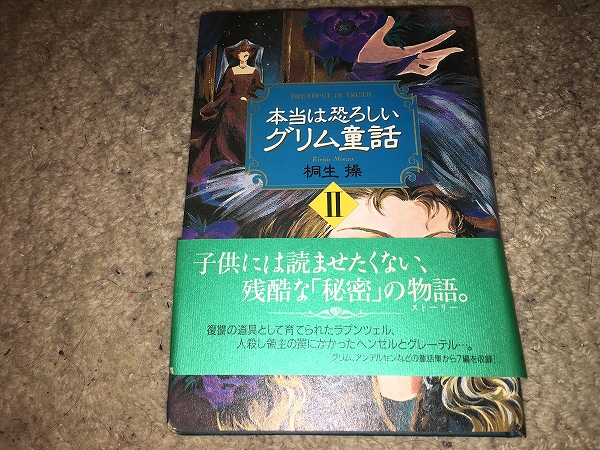 DREADFUL IN TRUTH
本当は恐ろしい
グリム童話
Kiryu Misao
桐生 操
II
子供には読ませたくない、
残酷な「秘密」の物語。
ストーリー
復讐の道具として育てられたラプンツェル、
人殺し領主の罠にかかったヘンゼルとグレーテル…。
「グリム、アンデルセンなどの童話集から7編を収録」